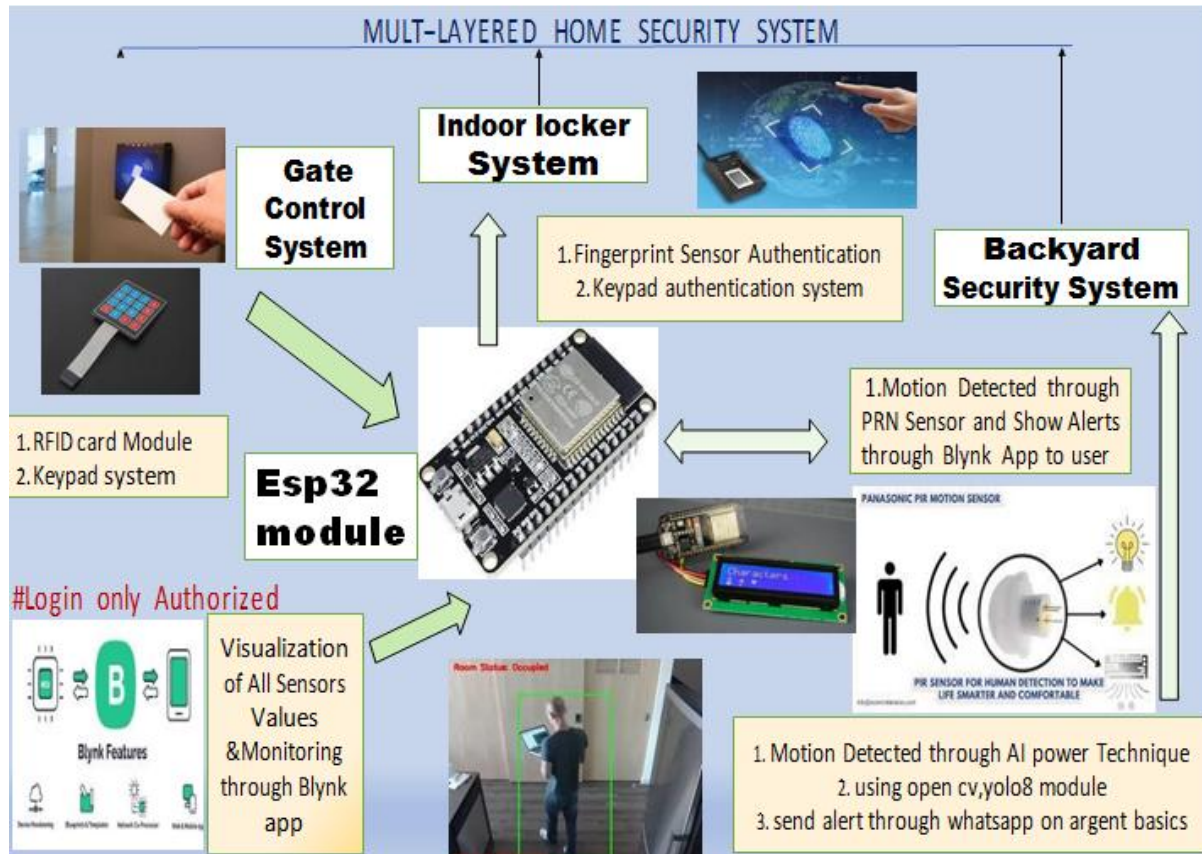 MULT-LAYERED HOME SECURITY SYSTEM
Indoor locker
System
Gate
Control
System
Backyard
Security System
1.Fingerprint Sensor Authentication
2.Keypad authentication system
1.Motion Detected through
PRN Sensor and Show Alerts
through Blynk App to user
1.RFID card Module
2.Keypad system
Esp32
module
PANASONIC PIR MOTION SENSOR
PIR SENSOR FOR HUMAN DETECTION TO MAKE
LIFE SMARTER AND COMFORTABLE
Characters
#Login only Authorized
B
Blynk Features
Visualization
of All Sensors
Values
&Monitoring
through Blynk
app
Room Status: Occupied
1. Motion Detected through AI power Technique
2. using open cv,yolo8 module
3. send alert through whatsapp on argent basics